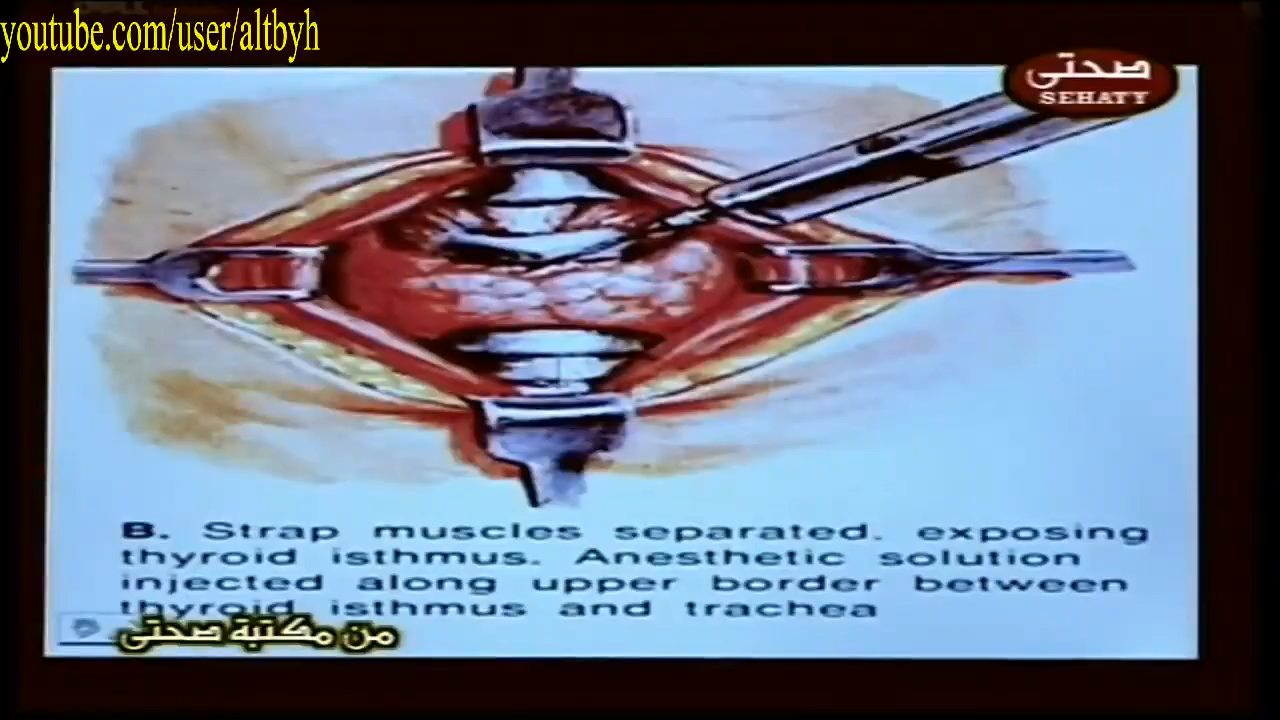 youtube.com/user/altbyh
صحتى
SEHATY
B. Strap muscles separated. exposing
thyroid isthmus. Anesthetic solution
injected along upper border between
thyroid isthmus and trachea
من مكتبة صحتى